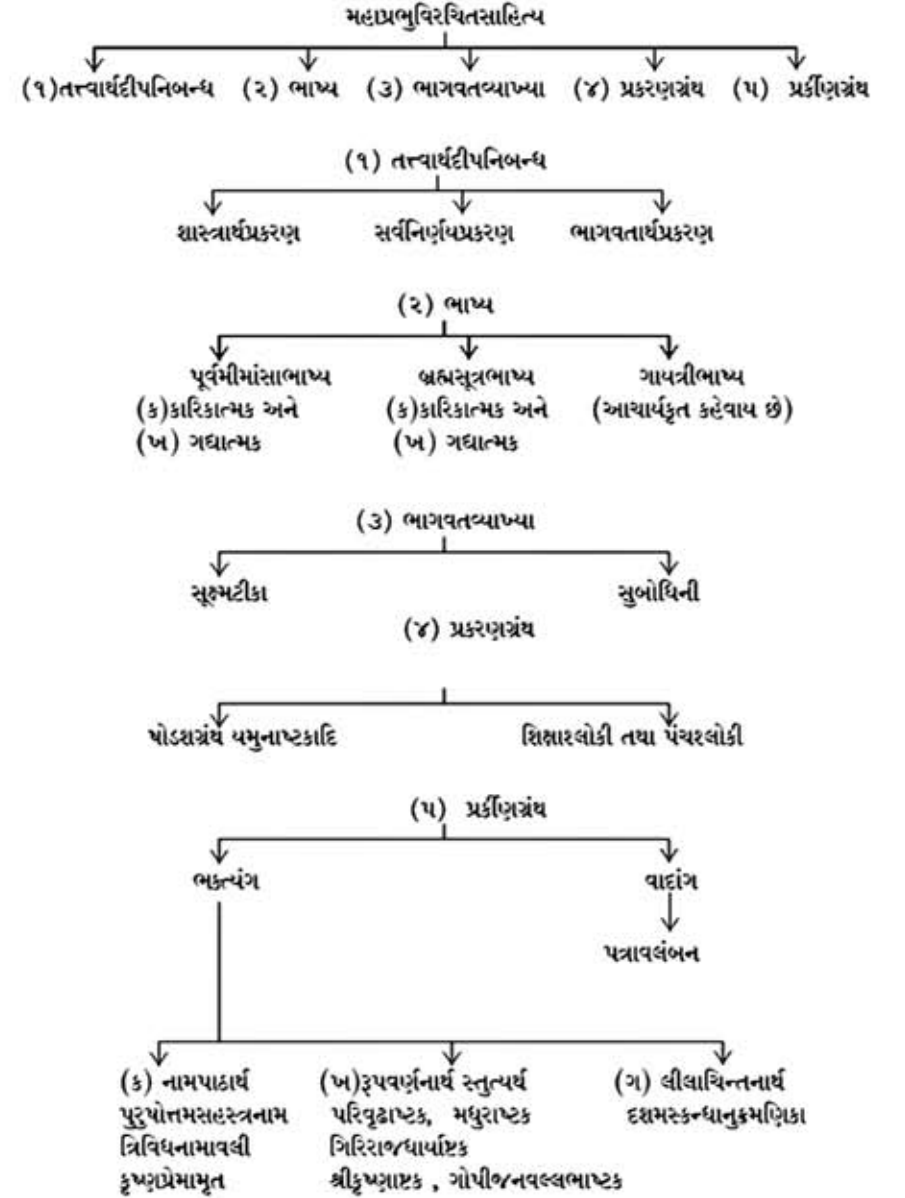 મહાપ્રભુવિરચિતસાહિત્ય
(૧)તત્ત્વાર્થદીપનિબન્ધ (૨) ભાષ્ય (૩) ભાગવતવ્યાખ્યા (૪) પ્રકરણગ્રંથ (૫) પ્રર્કીણગ્રંથ
(૧) તત્ત્વાર્થદીપનિબન્ધ
શાસ્ત્રાર્થપ્રકરણ સર્વનિર્ણયપ્રકરણ ભાગવતાર્થપ્રકરણ
(૨) ભાષ્ય
પૂર્વમીમાંસાભાષ્ય બ્રહ્મસૂત્રભાષ્ય ગાયત્રીભાષ્ય
(ક)કારિકાત્મક અને (ક)કારિકાત્મક અને (આચાર્યકૃત કહેવાય છે)
(ખ) ગદ્યાત્મક (ખ) ગદ્યાત્મક
(૩) ભાગવતવ્યાખ્યા
સૂક્ષ્મટીકા સુબોધિની
(૪) પ્રકરણગ્રંથ
ષોડશગ્રંથ યમુનાષ્ટકાદિ શિક્ષાશ્લોકી તથા પંચશ્લોકી
(૫) પ્રર્કીણગ્રંથ
ભક્ત્યંગ વાદાંગ
પત્રાવલંબન
(ક) નામપાઠાર્થ (ખ)રૂપવર્ણનાર્થ સ્તુત્યર્થ (ગ) લીલાચિન્તનાર્થ
પુરુષોત્તમસહસ્ત્રનામ પરિવૃઢાષ્ટક, મધુરાષ્ટક દશમસ્કન્ધાનુક્રમણિકા
ત્રિવિધનામાવલી ગિરિરાજધાર્યાષ્ટક
કૃષ્ણપ્રેમામૃત શ્રીકૃષ્ણાષ્ટક , ગોપીજનવલ્લભાષ્ટક